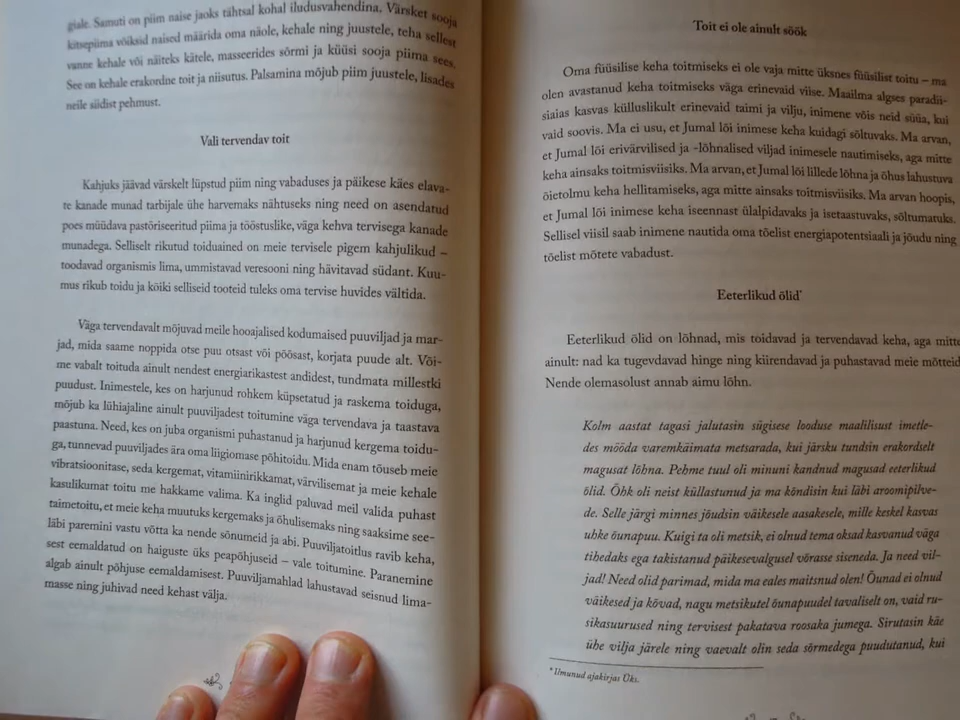 giale. Samuti on piim naise jaoks tähtsal kohal iludusvahendina. Värsket sooja
kitsepiima võiksid naised määrida oma näole, kehale ning juustele, teha sellest
vanne kehale või näiteks kätele, masseerides sõrmi ja küüsi sooja piima sees.
See on kehale erakordne toit ja niisutus. Palsamina mõjub piim juustele, lisades
neile siidist pehmust.
Vali tervendav toit
Kahjuks jäävad värskelt lüpstud piim ning vabaduses ja päikese käes elava-
te kanade munad tarbijale ühe harvemaks nähtuseks ning need on asendatud
poes müüdava pastöriseeritud piima ja tööstuslike, väga kehva tervisega kanade
munadega. Selliselt rikutud toiduained on meie tervisele pigem kahjulikud –
toodavad organismis lima, ummistavad veresooni ning hävitavad südant. Kuu-
mus rikub toidu ja kõiki selliseid tooteid tuleks oma tervise huvides vältida.
Väga tervendavalt mõjuvad meile hooajalised kodumaised puuviljad ja mar-
jad, mida saame noppida otse puu otsast või põõsast, korjata puude alt. Või-
me vabalt toituda ainult nendest energiarikastest andidest, tundmata millestki
puudust. Inimestele, kes on harjunud rohkem küpsetatud ja raskema toiduga,
mõjub ka lühiajaline ainult puuviljadest toitumine väga tervendava ja taastava
paastuna. Need, kes on juba organismi puhastanud ja harjunud kergema toidu-
ga, tunnevad puuviljades ära oma liigiomase põhitoidu. Mida enam tõuseb meie
vibratsioonitase, seda kergemat, vitamiinirikkamat, värvilisemat ja meie kehale
kasulikumat toitu me hakkame valima. Ka inglid paluvad meil valida puhast
taimetoitu, et meie keha muutuks kergemaks ja õhulisemaks ning saaksime see-
läbi paremini vastu võtta ka nende sõnumeid ja abi. Puuviljatoitlus ravib keha,
sest eemaldatud on haiguste üks peapõhjuseid – vale toitumine. Paranemine
algab ainult põhjuse eemaldamisest. Puuviljamahlad lahustavad seisnud lima-
masse ning juhivad need kehast välja.
Toit ei ole ainult söök
Oma füüsilise keha toitmiseks ei ole vaja mitte üksnes füüsilist toitu – ma
olen avastanud keha toitmiseks väga erinevaid viise. Maailma algses paradii-
siaias kasvas külluslikult erinevaid taimi ja vilju, inimene võis neid süüa, kui
vaid soovis. Ma ei usu, et Jumal lõi inimese keha kuidagi sõltuvaks. Ma arvan,
et Jumal lõi erivärvilised ja -lõhnalised viljad inimesele nautimiseks, aga mitte
keha ainsaks toitmisviisiks. Ma arvan, et Jumal lõi lillede lõhna ja õhus lahustuva
õietolmu keha hellitamiseks, aga mitte ainsaks toitmisviisiks. Ma arvan hoopis,
et Jumal lõi inimese keha iseennast ülalpidavaks ja isetaastuvaks, sõltumatuks.
Sellisel viisil saab inimene nautida oma tõelist energiapotentsiaali ja jõudu ning
tõelist mõtete vabadust.
Eeterlikud õlid*
Eeterlikud õlid on lõhnad, mis toidavad ja tervendavad keha, aga mitte
ainult: nad ka tugevdavad hinge ning kiirendavad ja puhastavad meie mõtteid
Nende olemasolust annab aimu lõhn.
Kolm aastat tagasi jalutasin sügisese looduse maalilisust imetle-
des mööda varemkäimata metsarada, kui järsku tundsin erakordselt
magusat lõhna. Pehme tuul oli minuni kandnud magusad eeterlikud
õlid. Õhk oli neist küllastunud ja ma kõndisin kui läbi aroomipilve-
de. Selle järgi minnes jõudsin väikesele aasakesele, mille keskel kasvas
uhke õunapuu. Kuigi ta oli metsik, ei olnud tema oksad kasvanud väga
tihedaks ega takistanud päikesevalgusel võrasse siseneda. Ja need vil-
jad! Need olid parimad, mida ma eales maitsnud olen! Õunad ei olnud
väikesed ja kõvad, nagu metsikutel õunapuudel tavaliselt on, vaid ru-
sikasuurused ning tervisest pakatava roosaka jumega. Sirutasin käe
ühe vilja järele ning vaevalt olin seda sõrmedega puudutanud, kui
* Ilmunud ajakirjas Üks.